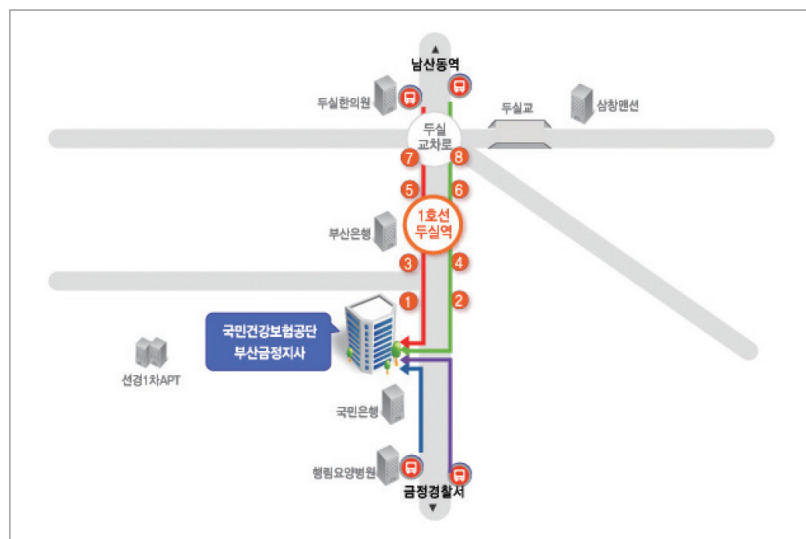 ▲
남산동역
두실한의원
두실교
삼창맨션
두실
교차로
7
8
5
6
1호선
두실역
부산은행
3
4
1
2
국민건강보험공단
부산금정지사
선경1차APT
국민은행
행림요양병원
금정경찰서
▼